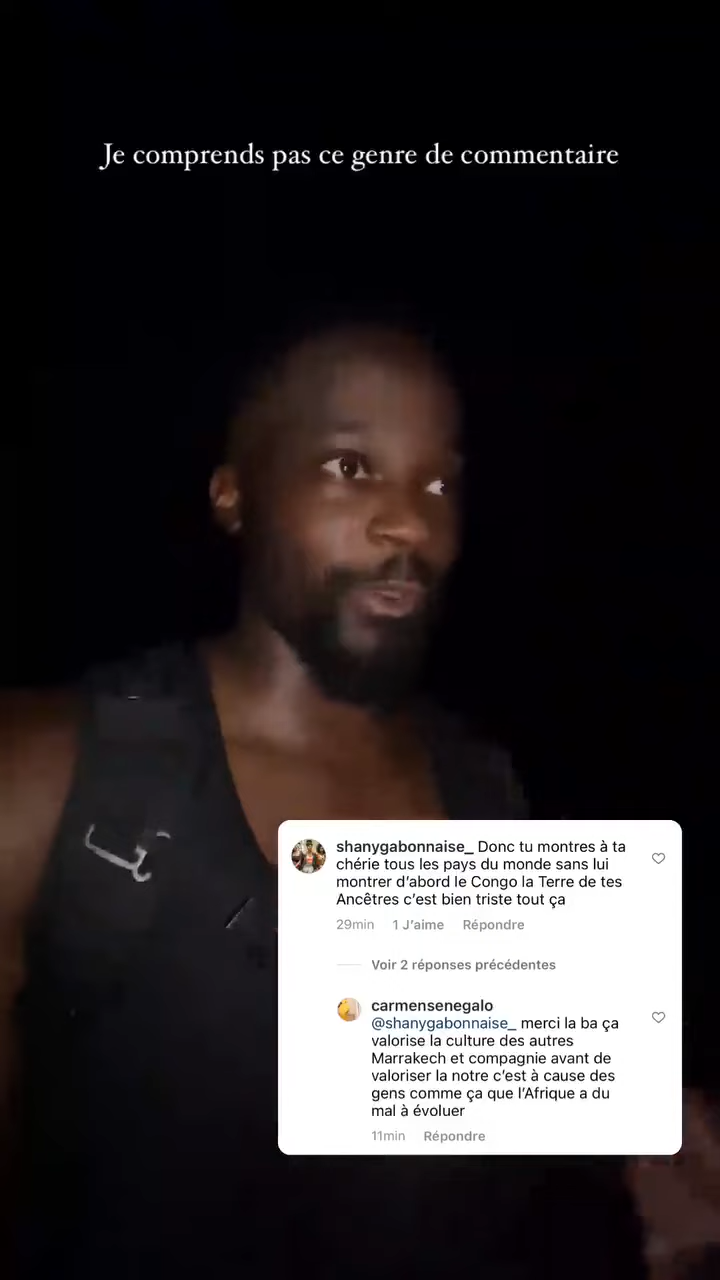 Je comprends pas ce genre de commentaire
shanygabonnaise_ Donc tu montres à ta
chérie tous les pays du monde sans lui
montrer d'abord le Congo la Terre de tes
Ancêtres c'est bien triste tout ça
29min 1 J'aime Répondre
Voir 2 réponses précédentes
carmensenegalo
@shanygabonnaise_ merci la ba ça
valorise la culture des autres
Marrakech et compagnie avant de
valoriser la notre c'est à cause des
gens comme ça que l'Afrique a du
mal à évoluer
11min Répondre